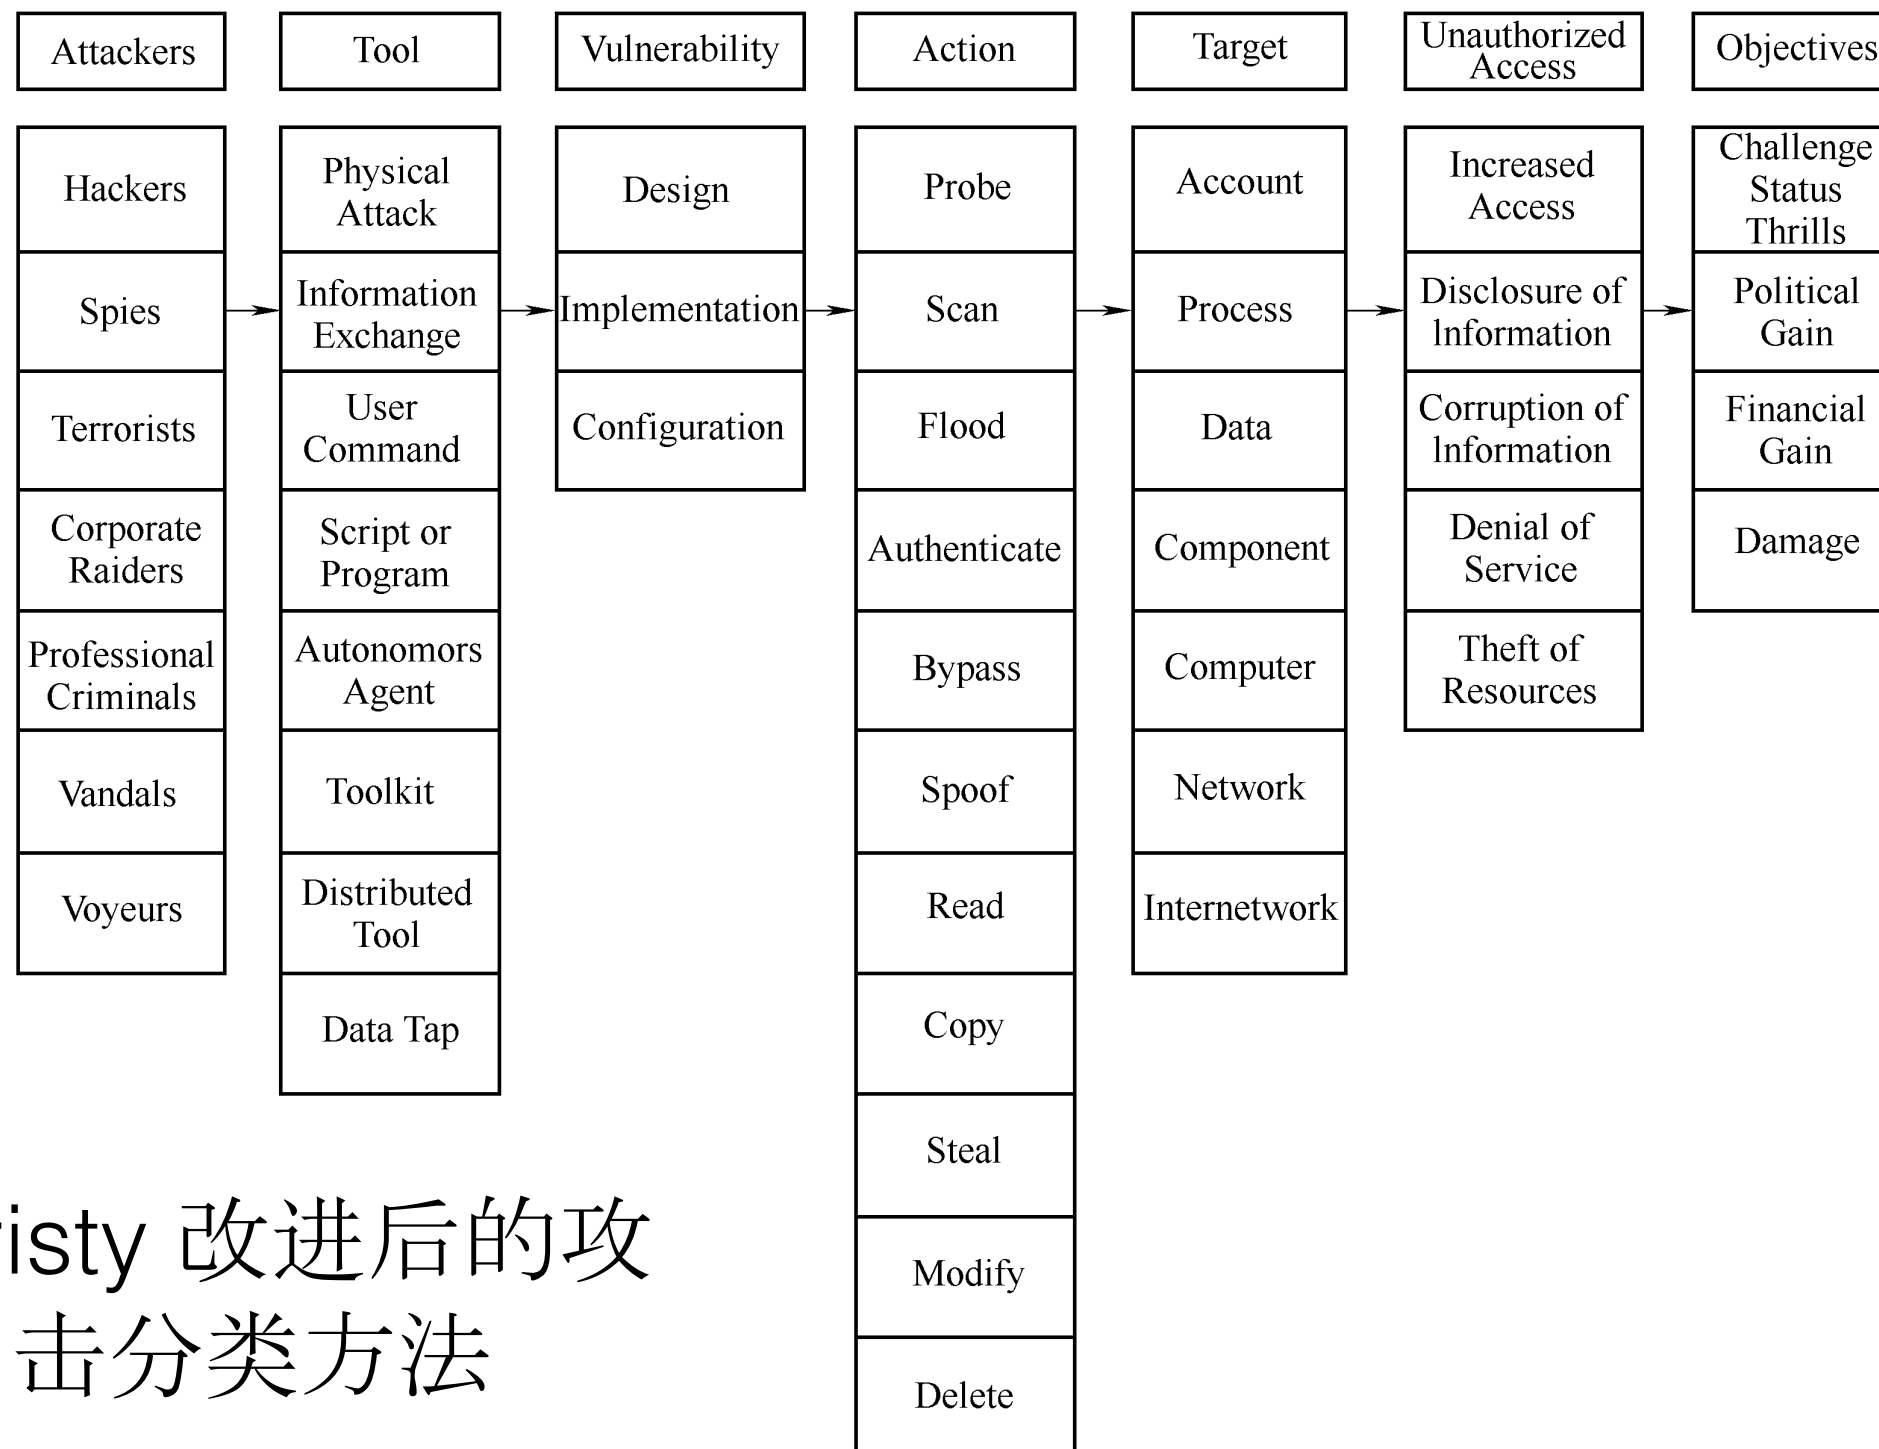 Attackers
Tool
Vulnerability
Action
Target
Unauthorized
Access
Objectives
Hackers
Spies
Terrorists
Corporate
Raiders
Professional
Criminals
Vandals
Voyeurs
Physical
Attack
Information
Exchange
User
Command
Script or
Program
Autonomors
Agent
Toolkit
Distributed
Tool
Data Tap
Design
Implementation
Configuration
Probe
Scan
Flood
Authenticate
Bypass
Spoof
Read
Copy
Steal
Modify
Delete
Account
Process
Data
Component
Computer
Network
Internetwork
Increased
Access
Disclosure of
lnformation
Corruption of
lnformation
Denial of
Service
Theft of
Resources
Challenge
Status
Thrills
Political
Gain
Financial
Gain
Damage
risty 改进后的攻
击分类方法